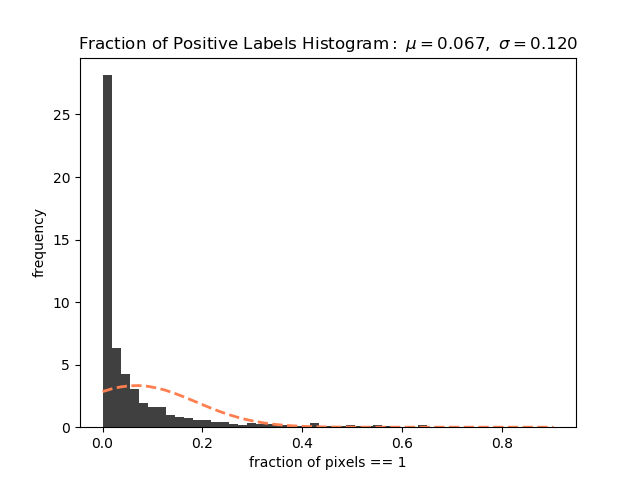 Fraction of Positive Labels Histogram : μ = 0.067, σ = 0.120
25
20
15
10
5
0
frequency
0.0 0.2 0.4 0.6 0.8
fraction of pixels == 1